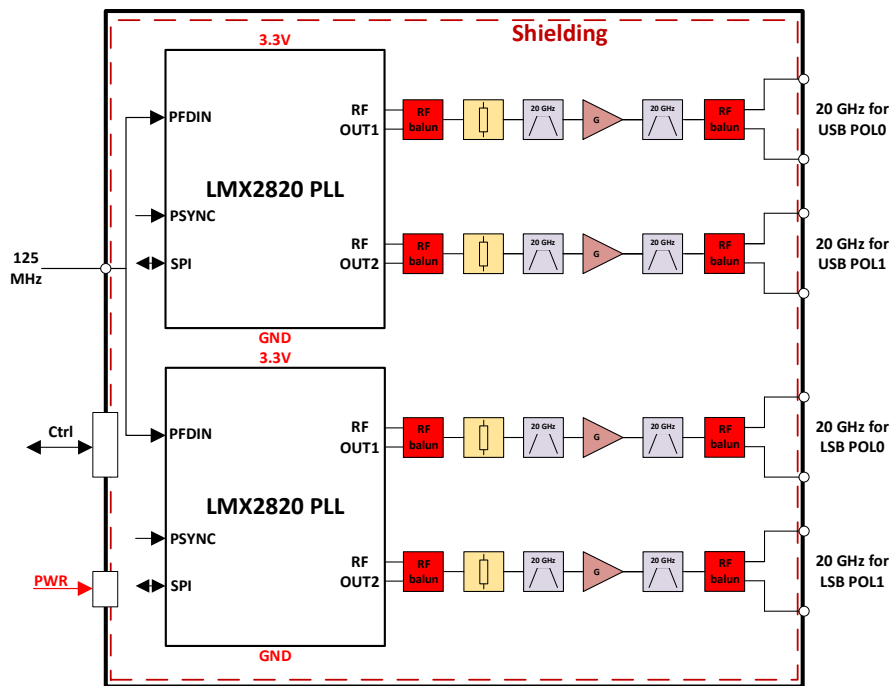 Shielding
3.3V
PFDIN
LMX2820 PLL
PSYNC
SPI
GND
RF
OUT1
RF
balun
20 GHz
G
20 GHz
RF
balun
20 GHz for
USB POL0
RF
OUT2
RF
balun
20 GHz
G
20 GHz
RF
balun
20 GHz for
USB POL1
125
MHz
Ctrl
PWR
3.3V
PFDIN
LMX2820 PLL
PSYNC
SPI
GND
RF
OUT1
RF
balun
20 GHz
G
20 GHz
RF
balun
20 GHz for
LSB POL0
RF
OUT2
RF
balun
20 GHz
G
20 GHz
RF
balun
20 GHz for
LSB POL1